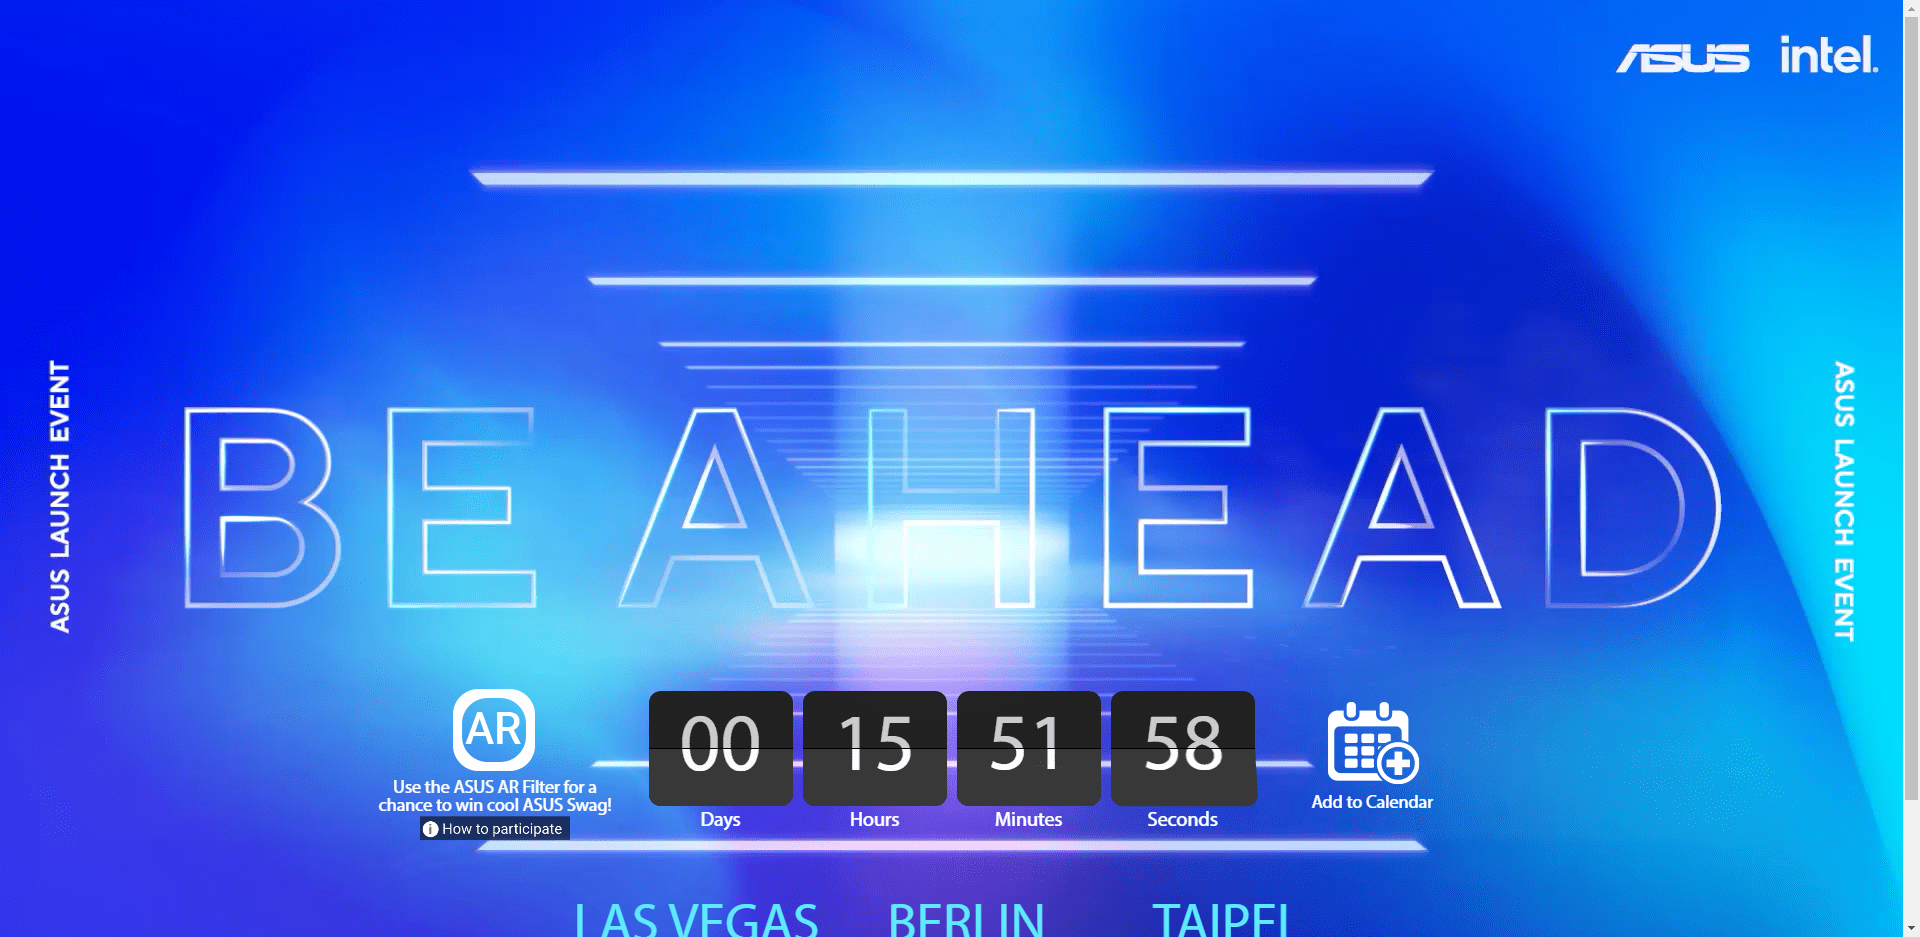 ASUS intel.
ASUS LAUNCH EVENT
BE AHEAD
ASUS LAUNCH EVENT
AR
Use the ASUS AR Filter for a
chance to win cool ASUS Swag!
How to participate
00 15 51 58
Days Hours Minutes Seconds
Add to Calendar
LAS VEGAS BERLIN TAIPEI